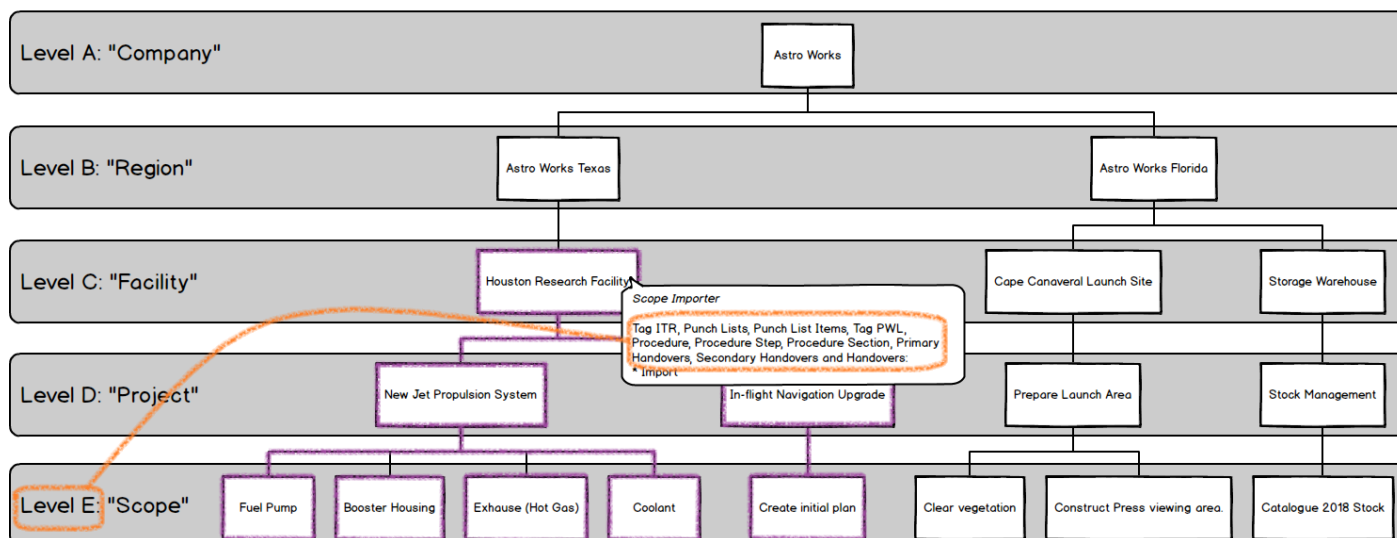 Level A: "Company"
Astro Works
Level B: "Region"
Astro Works Texas
Astro Works Florida
Level C: "Facility"
Houston Research Facility
Cape Canaveral Launch Site
Storage Warehouse
Scope Importer
Tag ITR, Punch Lists, Punch List Items, Tag PWL,
Procedure, Procedure Step, Procedure Section, Primary
Handovers, Secondary Handovers and Handovers:
* Import
Level D: "Project"
New Jet Propulsion System
In-flight Navigation Upgrade
Prepare Launch Area
Stock Management
Level E: "Scope"
Fuel Pump
Booster Housing
Exhause (Hot Gas)
Coolant
Create initial plan
Clear vegetation
Construct Press viewing area.
Catalogue 2018 Stock